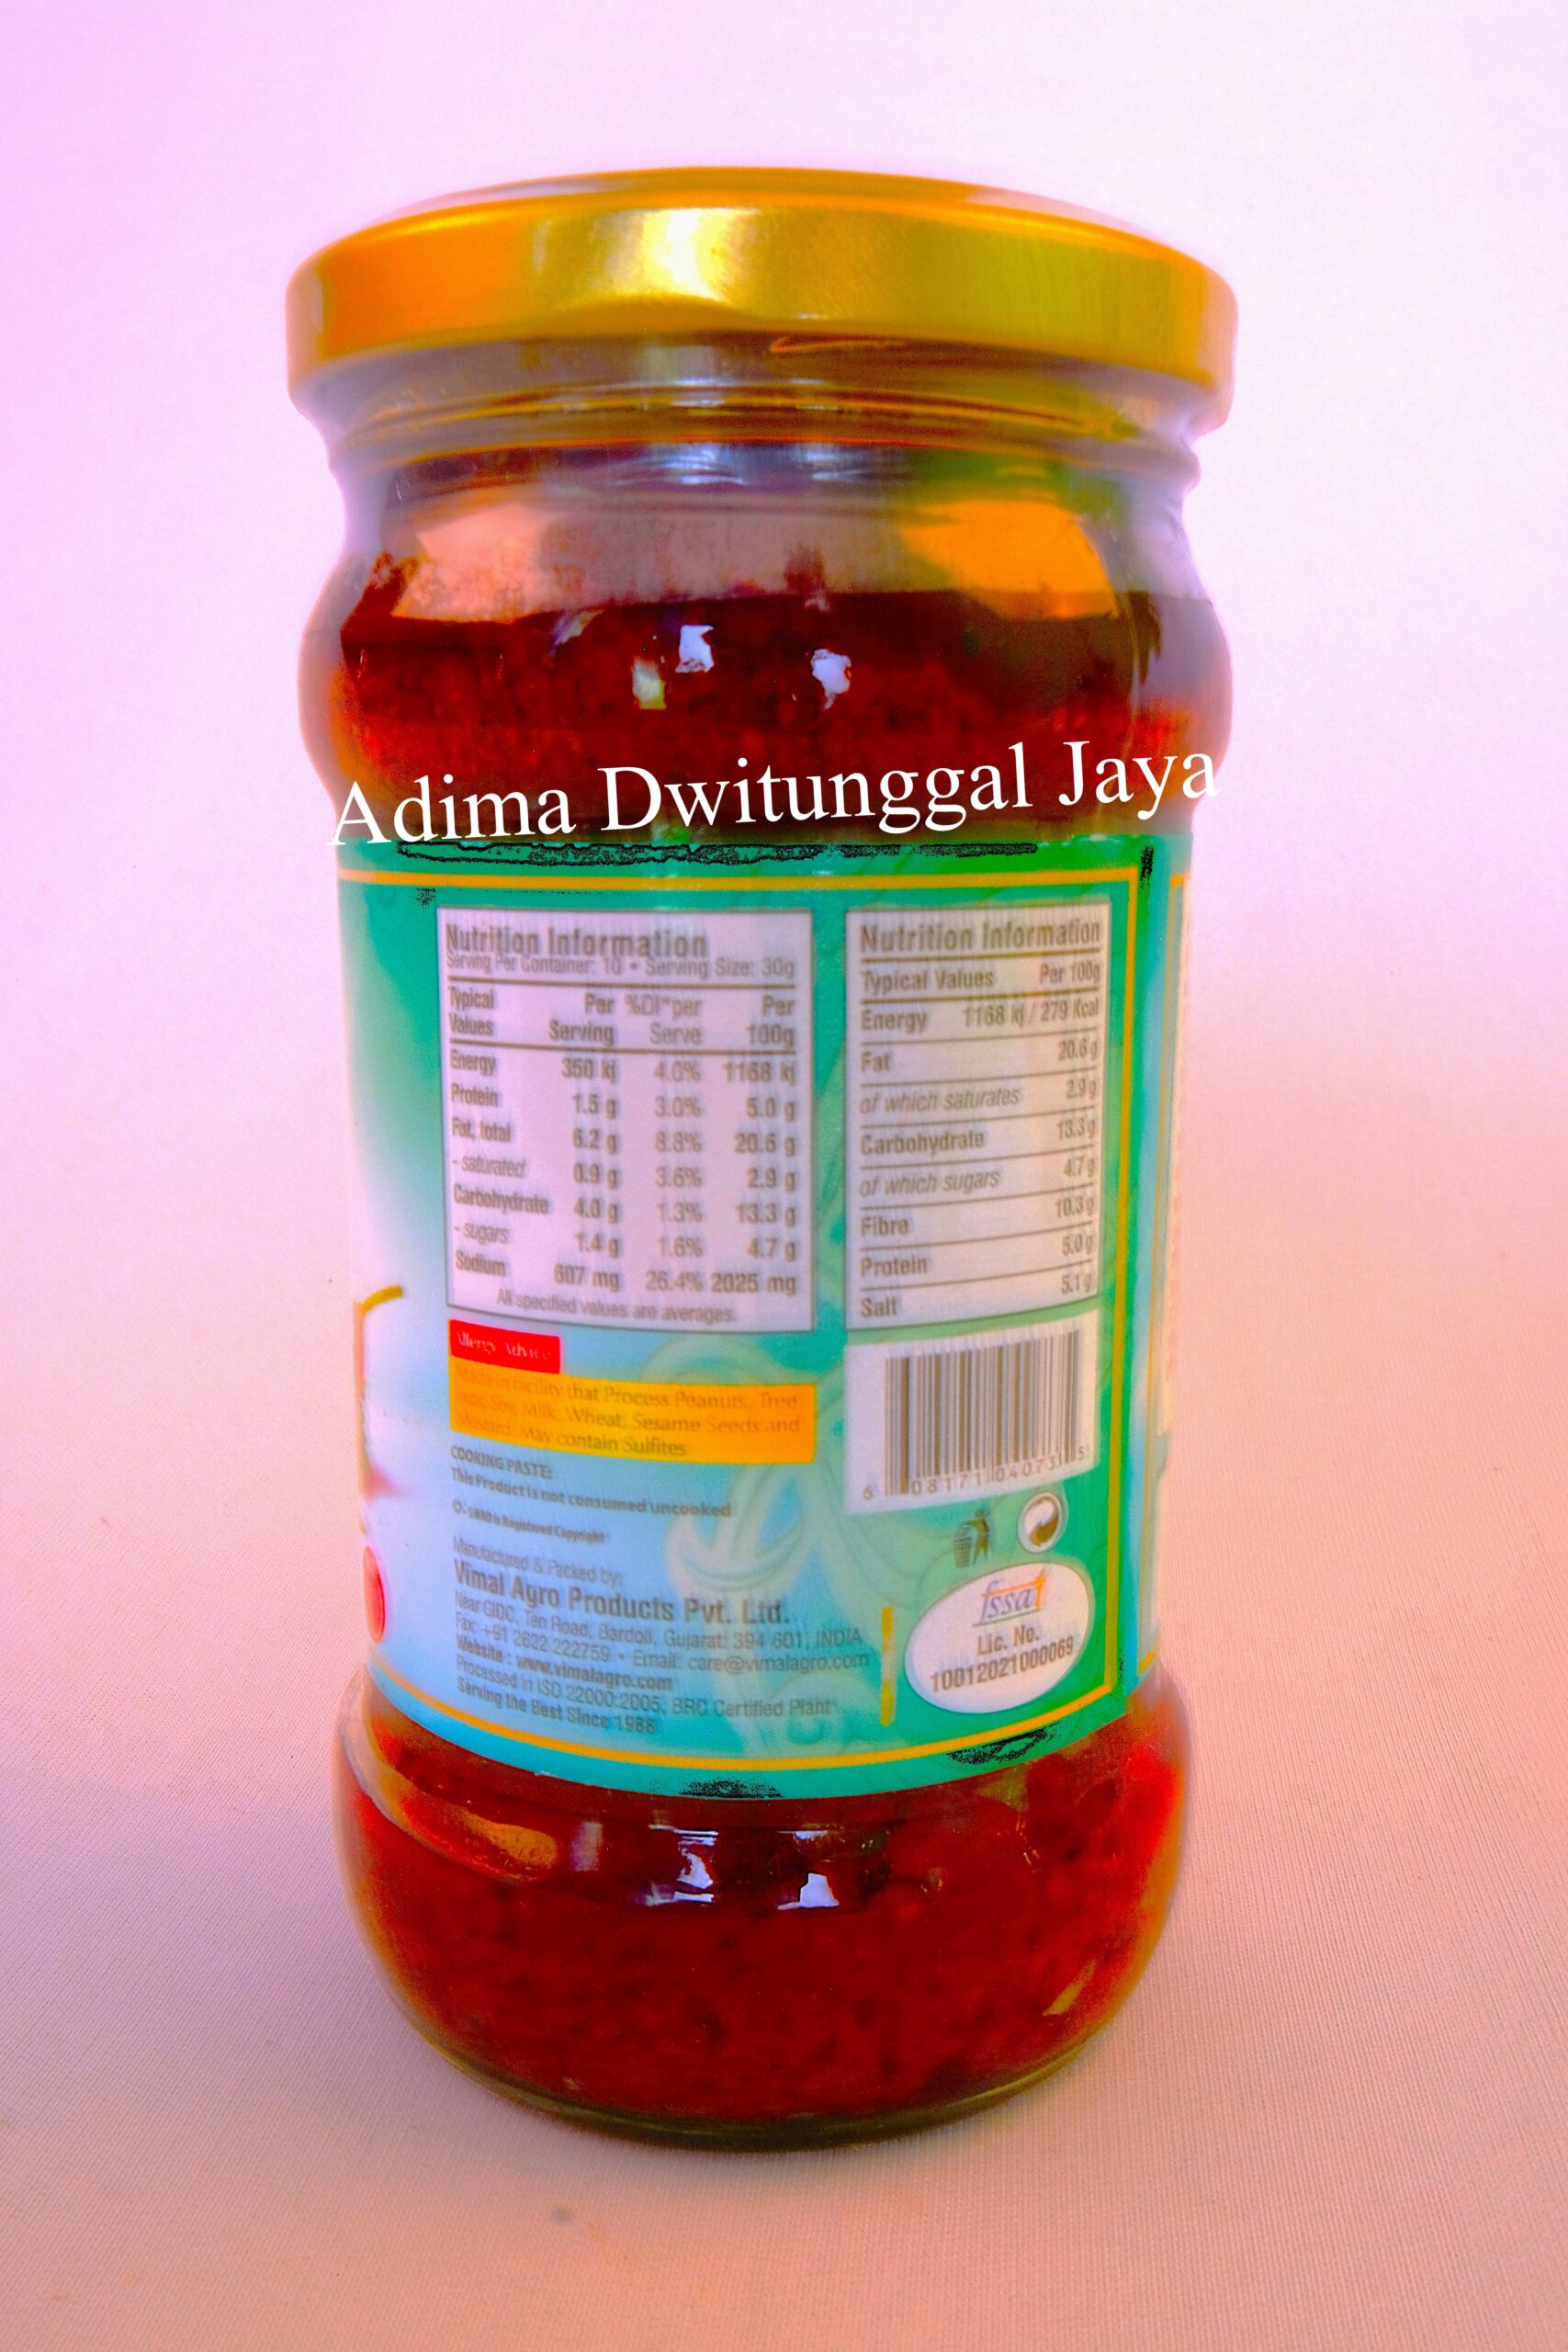 Adima Dwitunggal Jaya
Nutrition Information
Serving Per Container: 10 • Serving Size: 30g
Typical Values Per Serving %DI*per Serve Per 100g
Energy 350 kj 4.0% 1168 kj
Protein 1.5 g 3.0% 5.0 g
Fat, total 6.2 g 8.8% 20.6 g
- saturated 0.9 g 3.6% 2.9 g
Carbohydrate 4.0 g 1.3% 13.3 g
- sugars 1.4 g 1.6% 4.7 g
Sodium 607 mg 26.4% 2025 mg
All specified values are averages.
Allergy Advice
Made in facility that Process Peanuts, Tree
nuts, Soy, Milk, Wheat, Sesame Seeds and
Mustard. May contain Sulfites
COOKING PASTE:
This Product is not consumed uncooked
SWAD is Registered Copyright
Manufactured & Packed by:
Vimal Agro Products Pvt. Ltd.
Near GIDC, Ten Road, Bardoli, Gujarat: 394 601, INDIA
Fax: +91 2622 222759 • Email: care@vimalagro.com
Website : www.vimalagro.com
Processed in ISO 22000:2005, BRC Certified Plant
Serving the Best Since 1988
Nutrition Information
Typical Values Per 100g
Energy 1168 kj / 279 Kcal
Fat 20.6 g
of which saturates 2.9 g
Carbohydrate 13.3 g
of which sugars 4.7 g
Fibre 10.3 g
Protein 5.0 g
Salt 5.1 g
6 08171 04073 5
fssai
Lic. No.
10012021000069